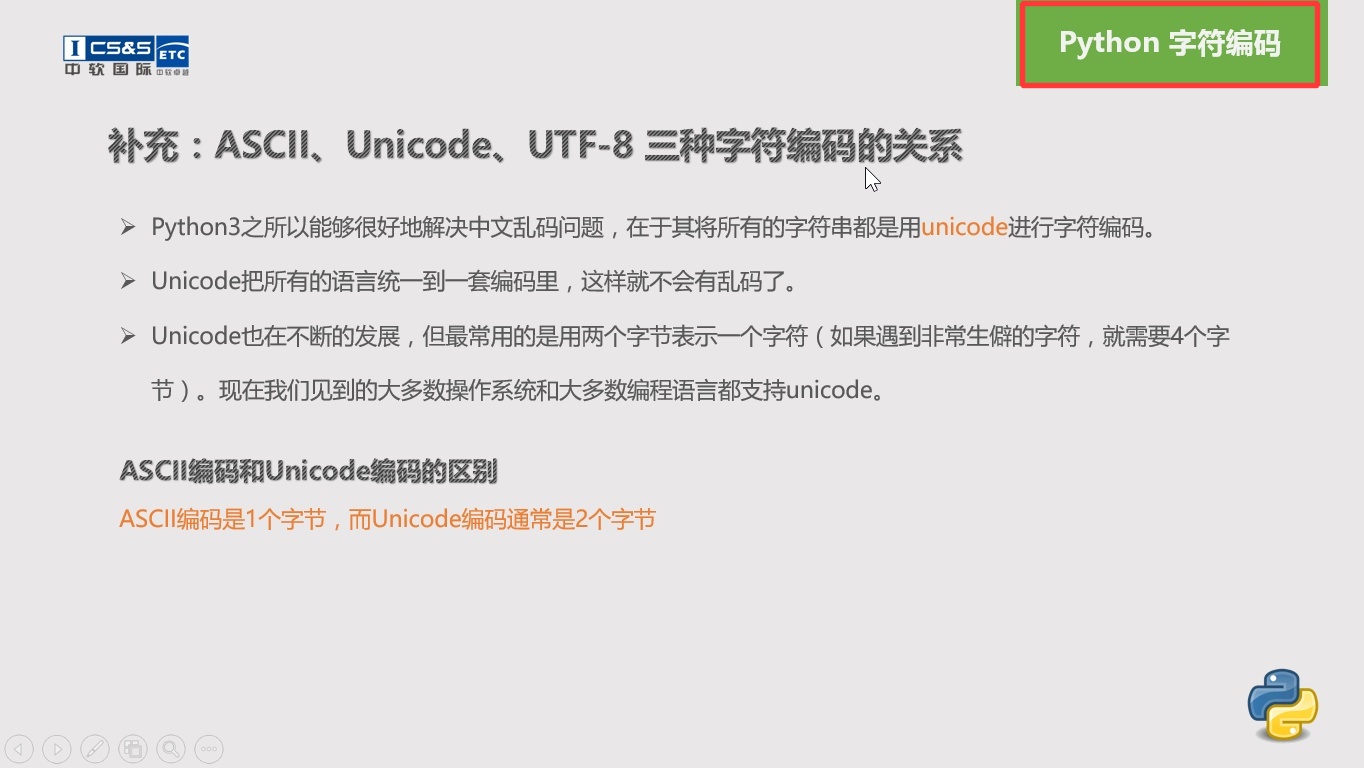 I CS&S ETC
中软国际 中软卓越
Python 字符编码
补充：ASCII、Unicode、UTF-8 三种字符编码的关系
Python3之所以能够很好地解决中文乱码问题，在于其将所有的字符串都是用unicode进行字符编码。
Unicode把所有的语言统一到一套编码里，这样就不会有乱码了。
Unicode也在不断的发展，但最常用的是用两个字节表示一个字符（如果遇到非常生僻的字符，就需要4个字
节）。现在我们见到的大多数操作系统和大多数编程语言都支持unicode。
ASCII编码和Unicode编码的区别
ASCII编码是1个字节，而Unicode编码通常是2个字节